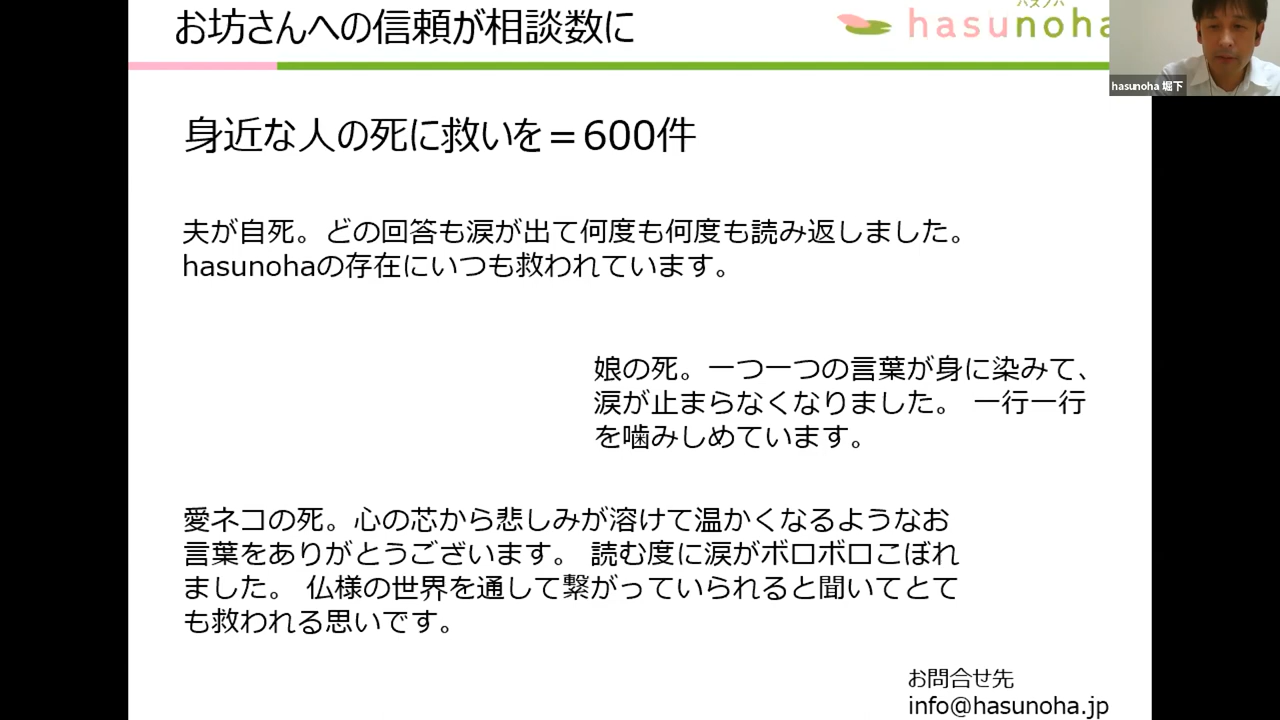 お坊さんへの信頼が相談数に
ハスノハ
hasunoha
hasunoha 堀下
身近な人の死に救いを＝600件
夫が自死。どの回答も涙が出て何度も何度も読み返しました。
hasunohaの存在にいつも救われています。
娘の死。一つ一つの言葉が身に染みて、
涙が止まらなくなりました。 一行一行
を噛みしめています。
愛ネコの死。心の芯から悲しみが溶けて温かくなるようなお
言葉をありがとうございます。 読む度に涙がボロボロこぼれ
ました。 仏様の世界を通して繋がっていられると聞いてとて
も救われる思いです。
お問合せ先
info@hasunoha.jp